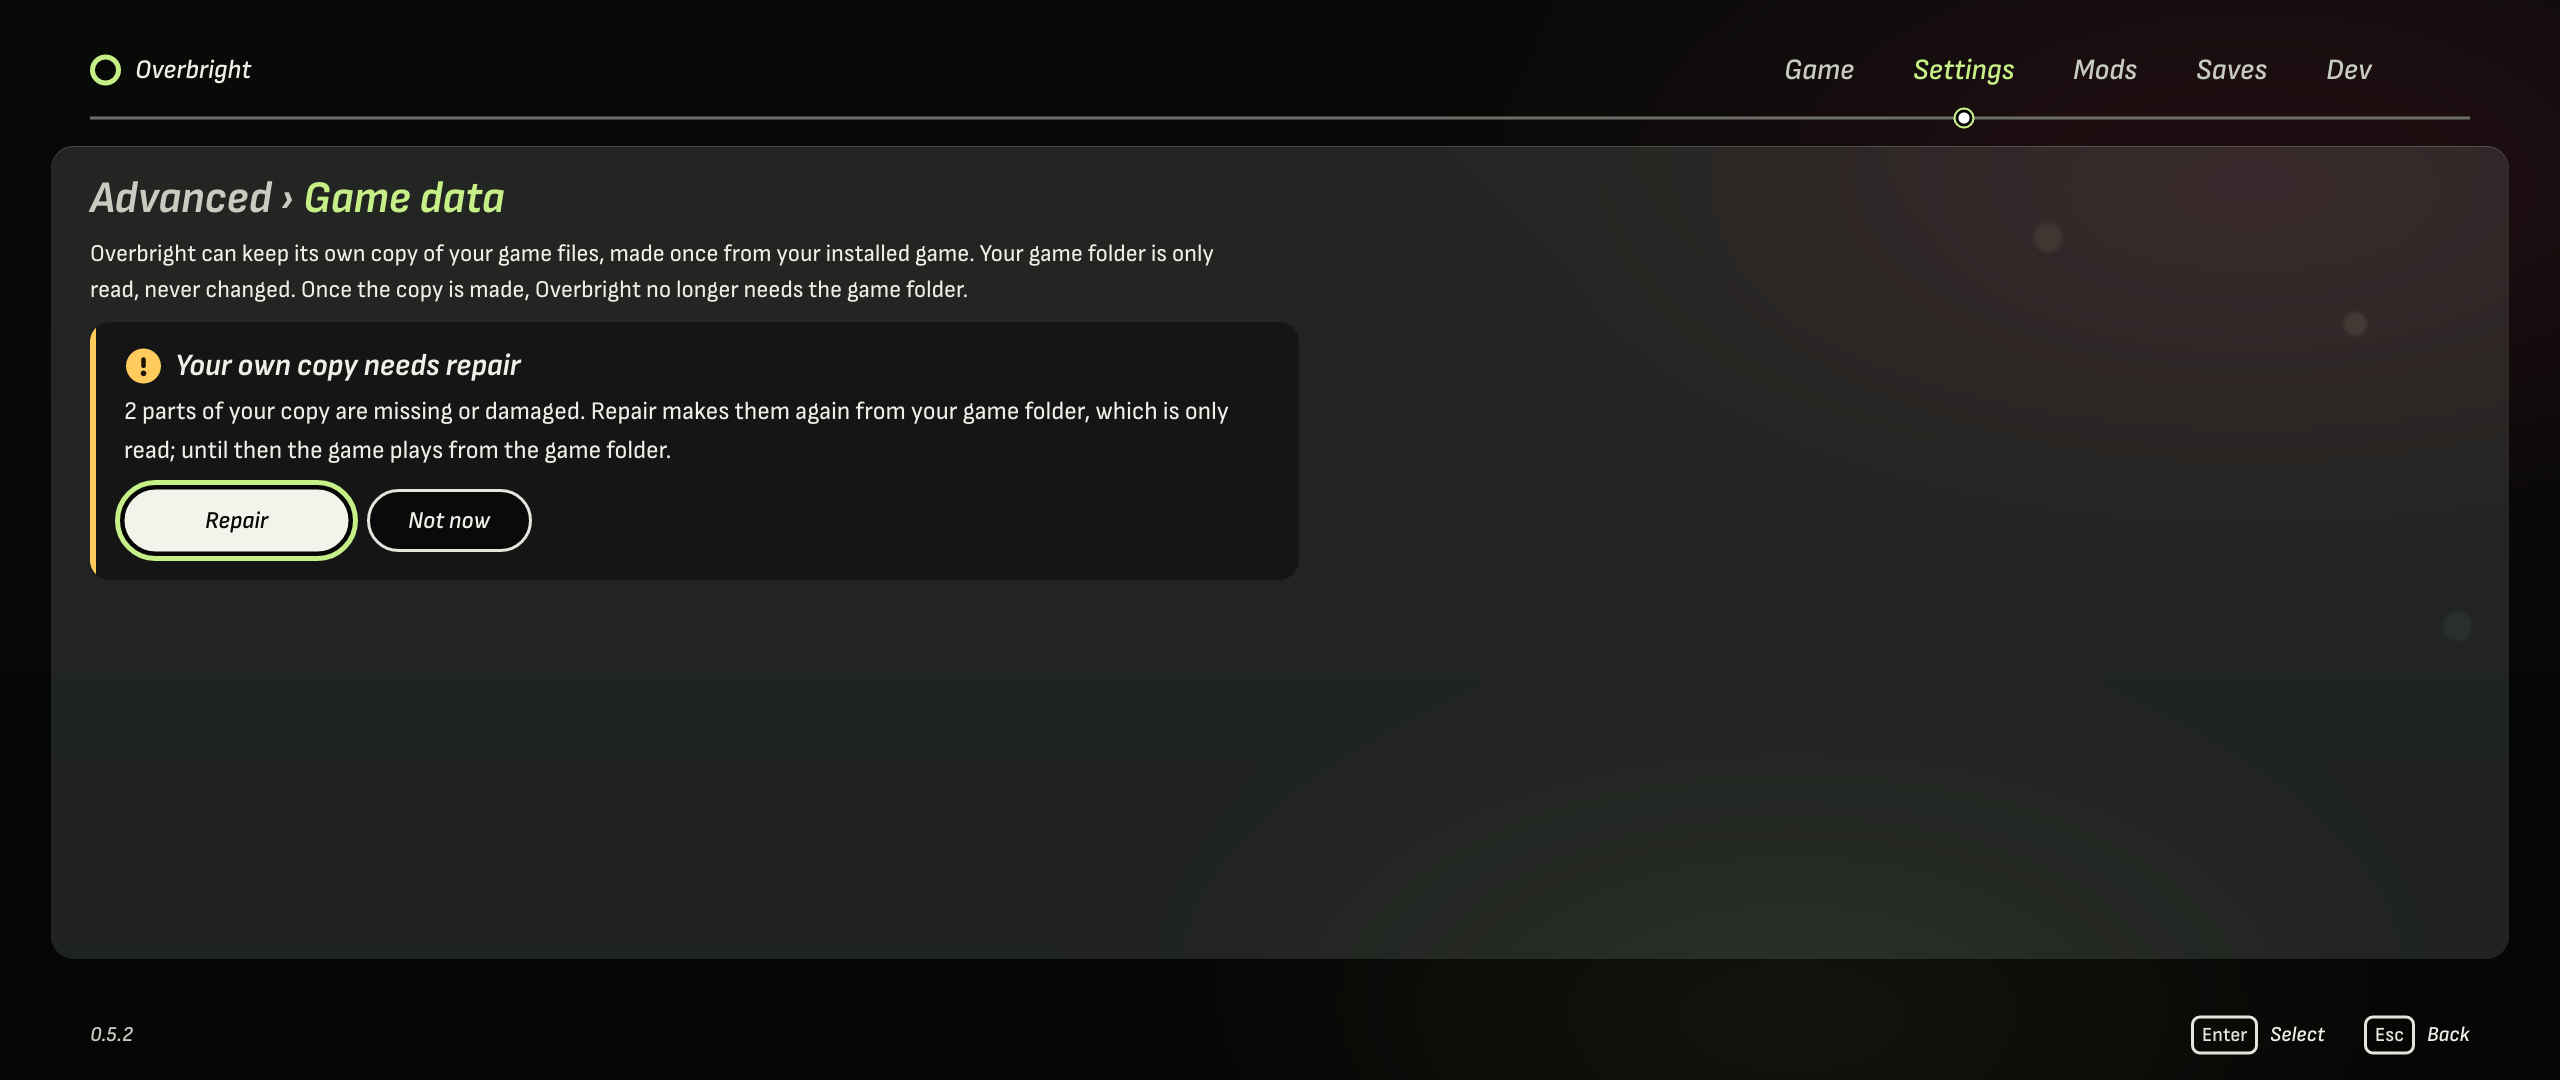 Overbright
Game
Settings
Mods
Saves
Dev
Advanced › Game data
Overbright can keep its own copy of your game files, made once from your installed game. Your game folder is only
read, never changed. Once the copy is made, Overbright no longer needs the game folder.
Your own copy needs repair
2 parts of your copy are missing or damaged. Repair makes them again from your game folder, which is only
read; until then the game plays from the game folder.
Repair
Not now
0.5.2
Enter Select
Esc Back